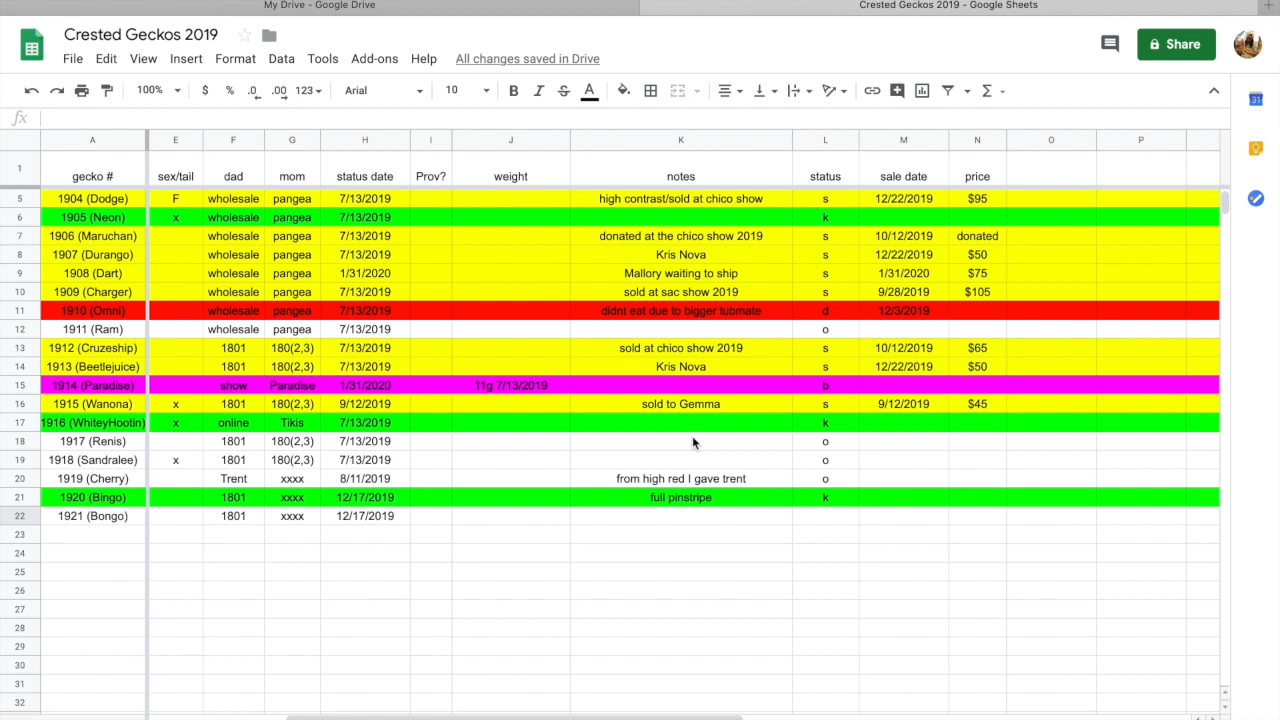 My Drive - Google Drive Crested Geckos 2019 - Google Sheets
Crested Geckos 2019
Share
File Edit View Insert Format Data Tools Add-ons Help All changes saved in Drive
100% $ % .0 .00 123 Arial 10 B I S A Σ
31
fx
A E F G H I J K L M N O P
1 gecko # sex/tail dad mom status date Prov? weight notes status sale date price
5 1904 (Dodge) F wholesale pangea 7/13/2019 high contrast/sold at chico show s 12/22/2019 $95
6 1905 (Neon) x wholesale pangea 7/13/2019 k
7 1906 (Maruchan) wholesale pangea 7/13/2019 donated at the chico show 2019 s 10/12/2019 donated
8 1907 (Durango) wholesale pangea 7/13/2019 Kris Nova s 12/22/2019 $50
9 1908 (Dart) wholesale pangea 1/31/2020 Mallory waiting to ship s 1/31/2020 $75
10 1909 (Charger) wholesale pangea 7/13/2019 sold at sac show 2019 s 9/28/2019 $105
11 1910 (Omni) wholesale pangea 7/13/2019 didnt eat due to bigger tubmate d 12/3/2019
12 1911 (Ram) wholesale pangea 7/13/2019 o
13 1912 (Cruzeship) 1801 180(2,3) 7/13/2019 sold at chico show 2019 s 10/12/2019 $65
14 1913 (Beetlejuice) 1801 180(2,3) 7/13/2019 Kris Nova s 12/22/2019 $50
15 1914 (Paradise) show Paradise 1/31/2020 11g 7/13/2019 b
16 1915 (Wanona) x 1801 180(2,3) 9/12/2019 sold to Gemma s 9/12/2019 $45
17 1916 (WhiteyHootin) x online Tikis 7/13/2019 k
18 1917 (Renis) 1801 180(2,3) 7/13/2019 o
19 1918 (Sandralee) x 1801 180(2,3) 7/13/2019 o
20 1919 (Cherry) Trent xxxx 8/11/2019 from high red I gave trent o
21 1920 (Bingo) 1801 xxxx 12/17/2019 full pinstripe k
22 1921 (Bongo) 1801 xxxx 12/17/2019
23
24
25
26
27
28
29
30
31
32